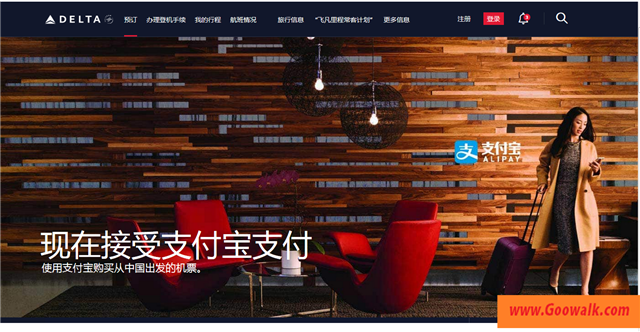 DELTA 预订 办理登机手续 我的行程 航班情况 旅行信息 “飞凡里程常客计划” 更多信息 注册 登录
支付宝
ALIPAY
现在接受支付宝支付
使用支付宝购买从中国出发的机票。
www.Goowalk.com